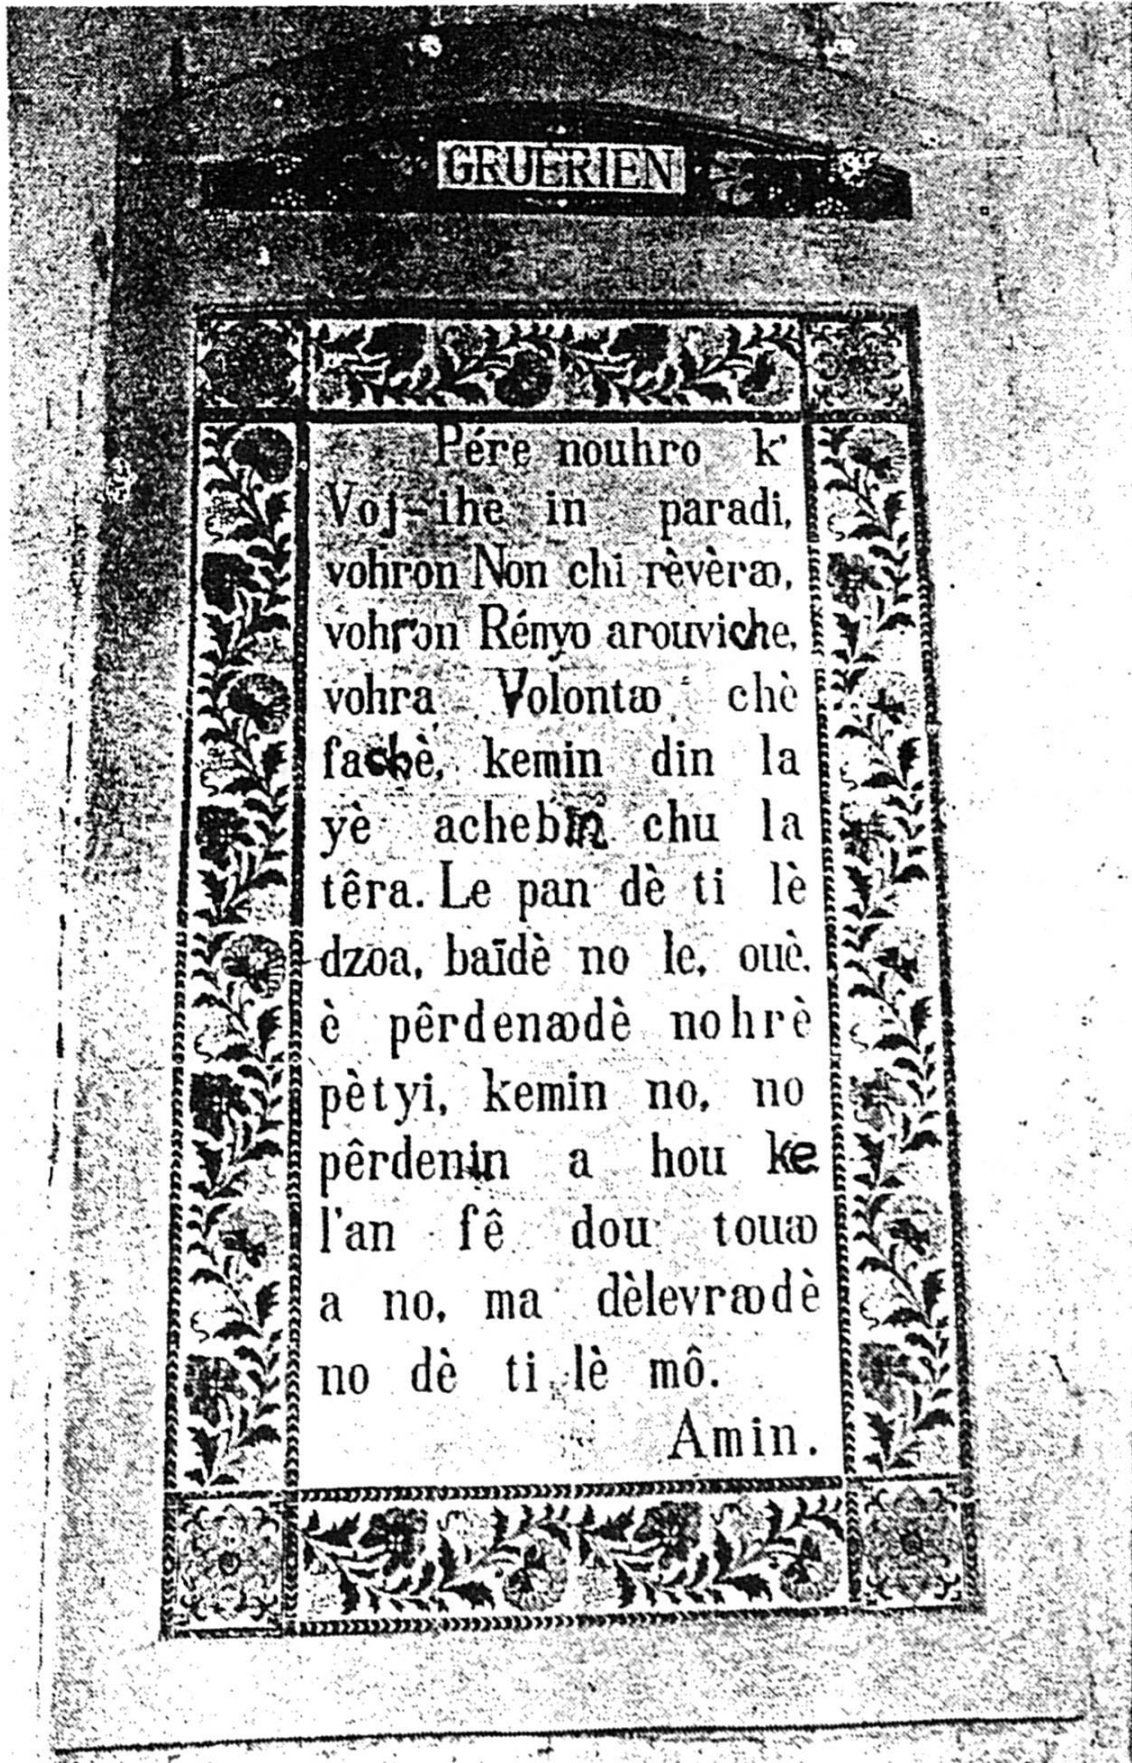 GRUÉRIEN
Pére nouhro k'
Voj-ihè in paradi,
vohron Non chi rèvèræ,
vohron Rényo arouviche,
vohra Volontæ chè
fachè, kemin din la
yè achebin chu la
têra. Le pan dè ti lè
dzoa, baïdè no le, ouè,
è pêrdenædè nohrè
pètyi, kemin no, no
pêrdenin a hou ke
l'an fê dou touæ
a no, ma dèlevrædè
no dè ti lè mô.
Amin.